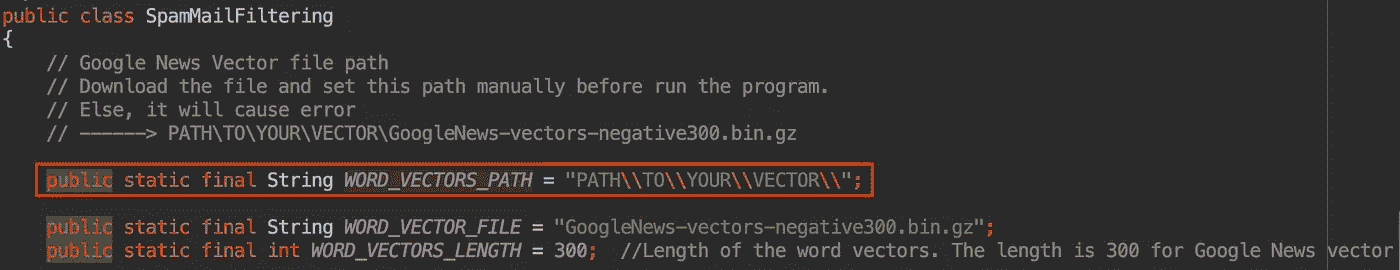 public class SpamMailFiltering
{
// Google News Vector file path
// Download the file and set this path manually before run the program.
// Else, it will cause error
// ------> PATH\TO\YOUR\VECTOR\GoogleNews-vectors-negative300.bin.gz
public static final String WORD_VECTORS_PATH = "PATH\\TO\\YOUR\\VECTOR\\";
public static final String WORD_VECTOR_FILE = "GoogleNews-vectors-negative300.bin.gz";
public static final int WORD_VECTORS_LENGTH = 300;  //Length of the word vectors. The length is 300 for Google News vector